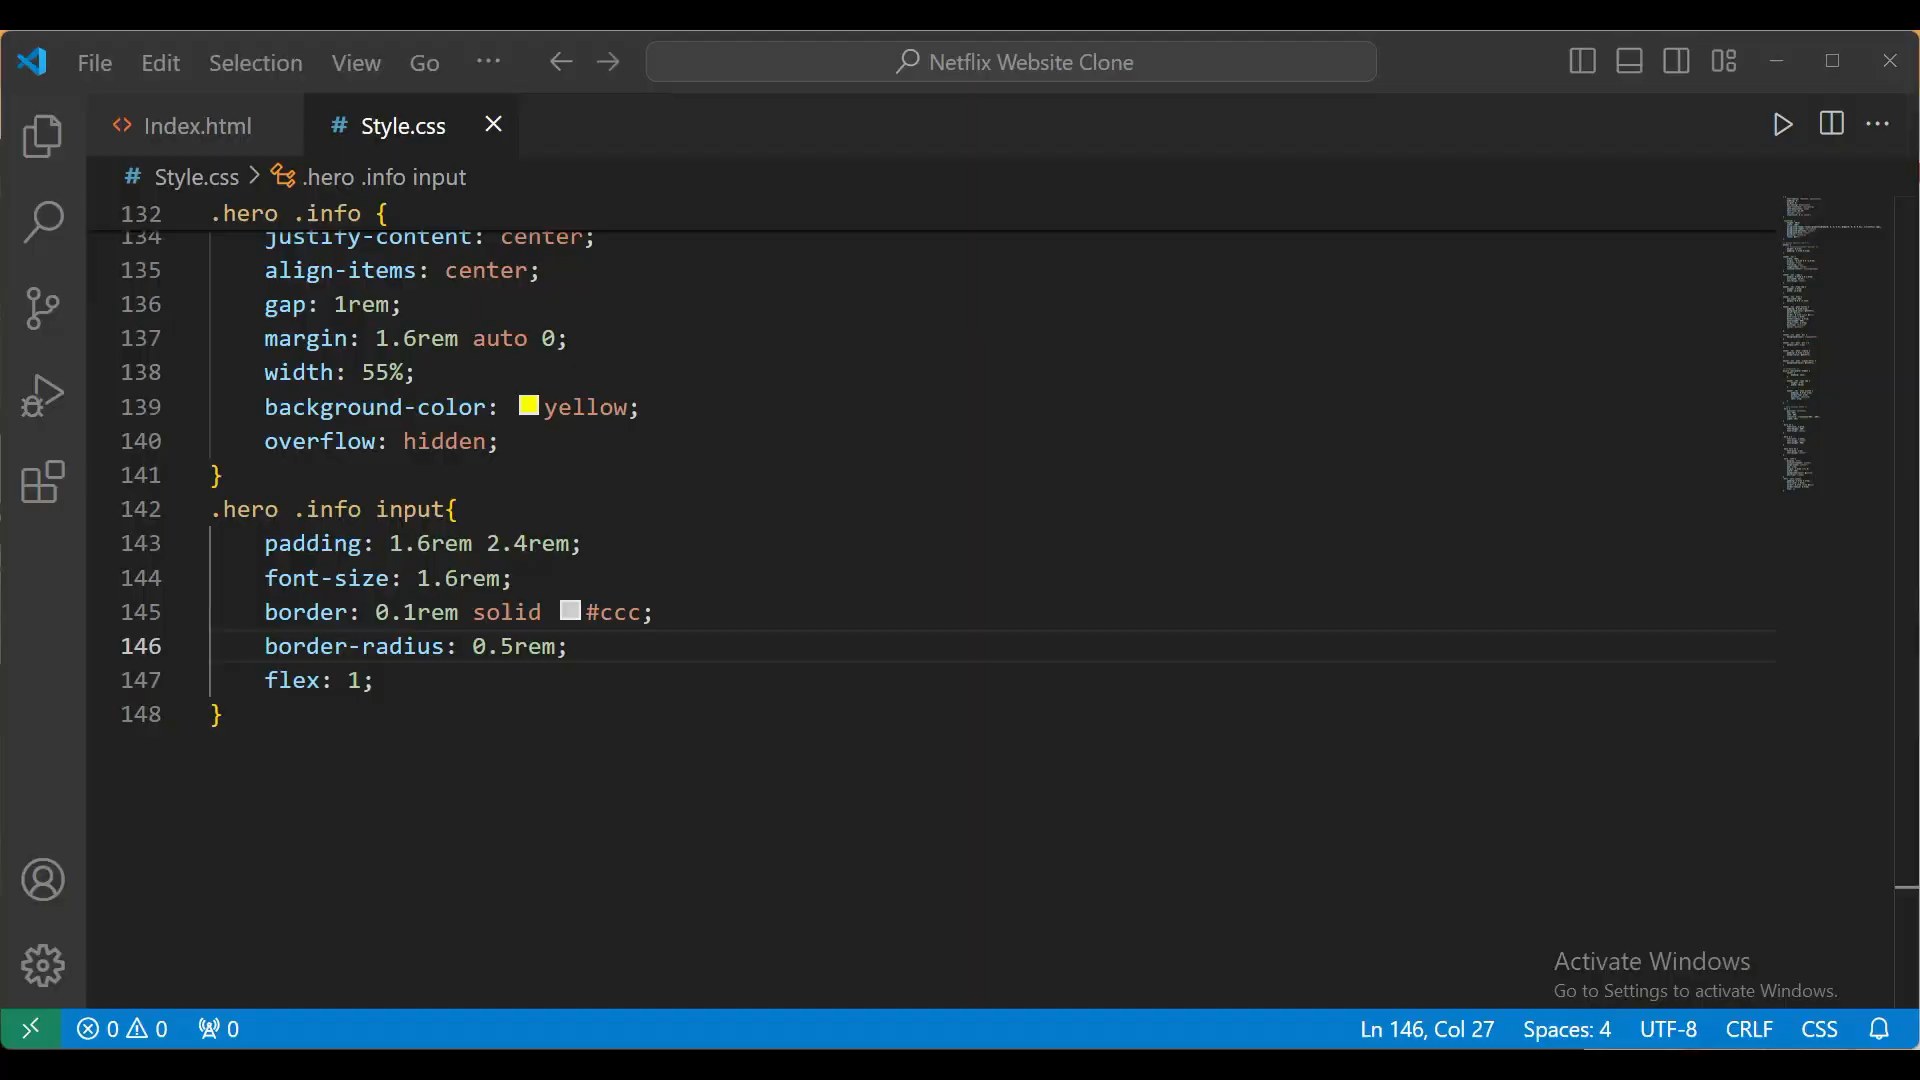 File Edit Selection View Go ··· Netflix Website Clone
<> Index.html # Style.css
# Style.css > .hero .info input
132 .hero .info {
134 justify-content: center;
135 align-items: center;
136 gap: 1rem;
137 margin: 1.6rem auto 0;
138 width: 55%;
139 background-color: yellow;
140 overflow: hidden;
141 }
142 .hero .info input{
143 padding: 1.6rem 2.4rem;
144 font-size: 1.6rem;
145 border: 0.1rem solid #ccc;
146 border-radius: 0.5rem;
147 flex: 1;
148 }
Activate Windows
Go to Settings to activate Windows.
0 0 0 Ln 146, Col 27 Spaces: 4 UTF-8 CRLF CSS